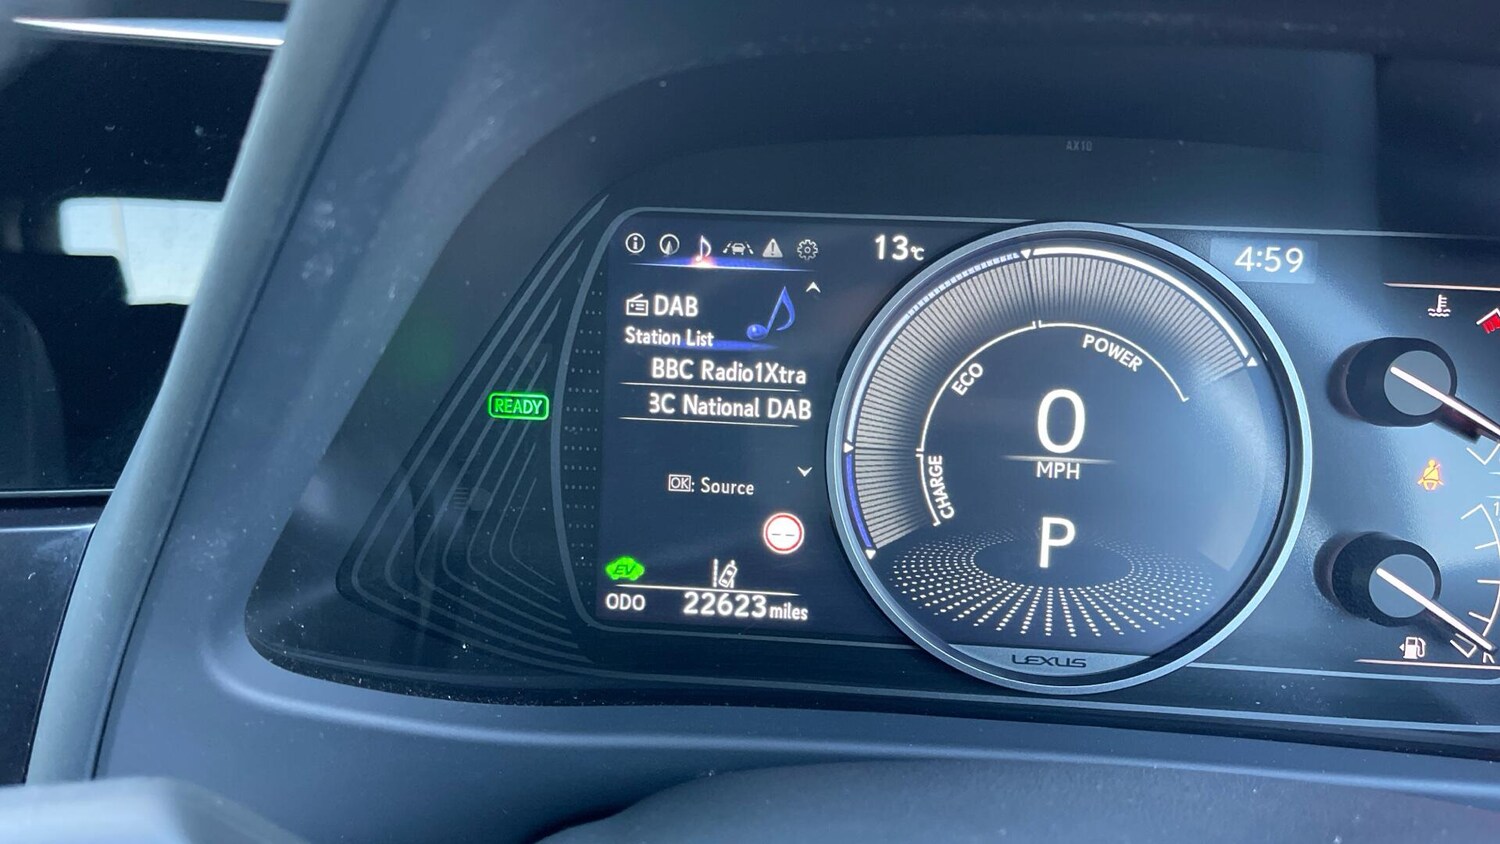 AX10
13℃
4:59
DAB
Station List
BBC Radio1Xtra
3C National DAB
OK: Source
READY
EV
ODO 22623 miles
POWER
ECO
CHARGE
0
MPH
P
LEXUS